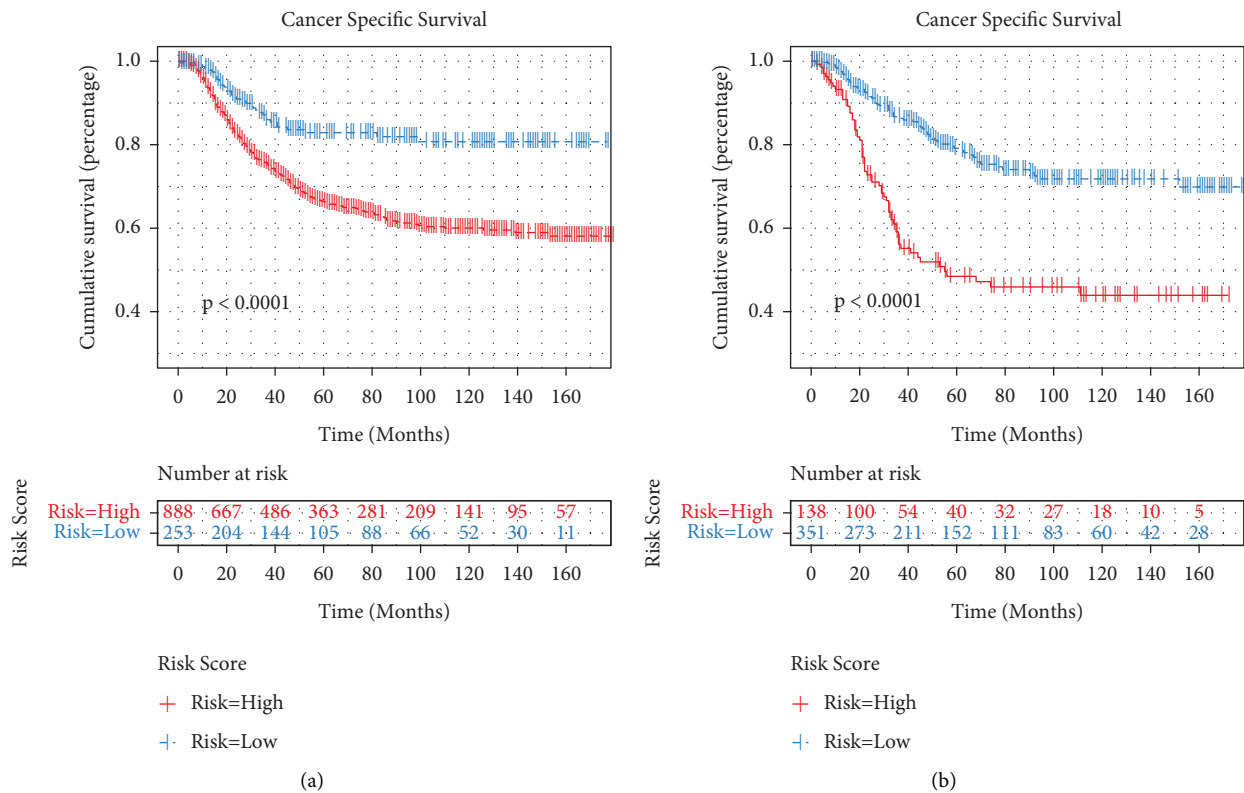 Cancer Specific Survival
Cumulative survival (percentage)
1.0
0.8
0.6
0.4
p < 0.0001
0 20 40 60 80 100 120 140 160
Time (Months)
Number at risk
Risk Score
Risk=High 888 667 486 363 281 209 141 95 57
Risk=Low 253 204 144 105 88 66 52 30 11
0 20 40 60 80 100 120 140 160
Time (Months)
Risk Score
Risk=High
Risk=Low
(a)
Cancer Specific Survival
Cumulative survival (percentage)
1.0
0.8
0.6
0.4
p < 0.0001
0 20 40 60 80 100 120 140 160
Time (Months)
Number at risk
Risk Score
Risk=High 138 100 54 40 32 27 18 10 5
Risk=Low 351 273 211 152 111 83 60 42 28
0 20 40 60 80 100 120 140 160
Time (Months)
Risk Score
Risk=High
Risk=Low
(b)